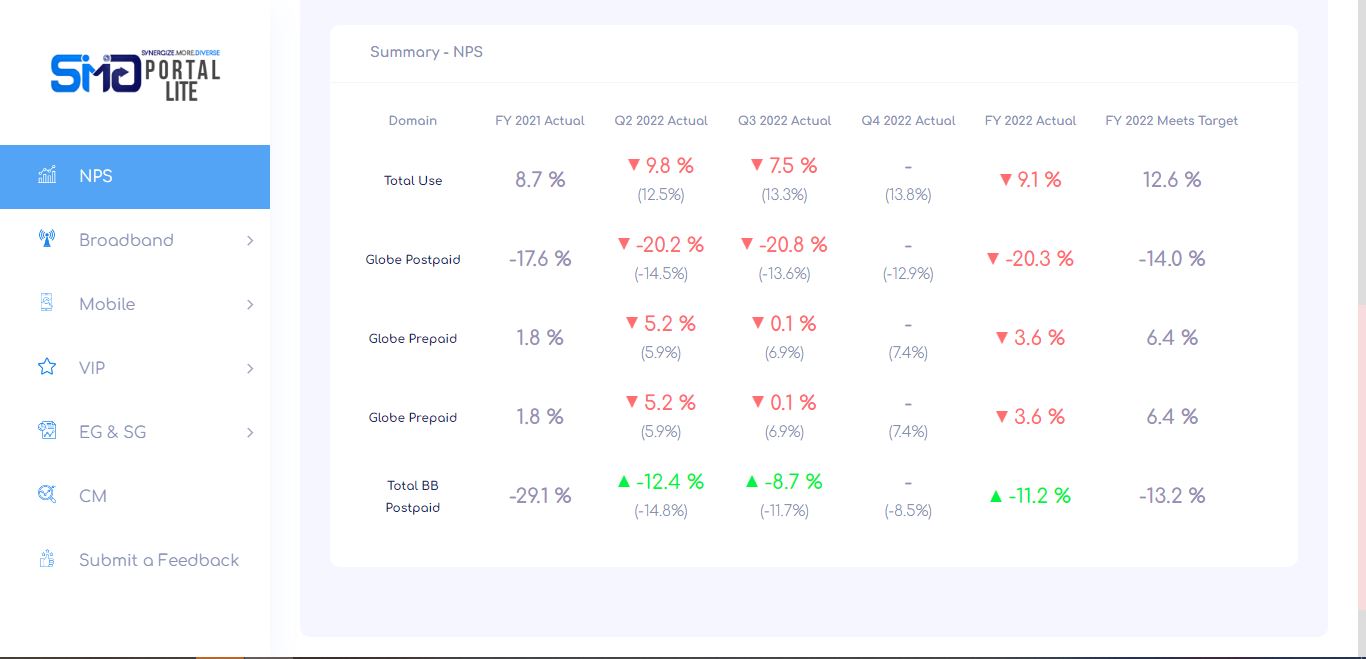 SYNERGIZE.MORE.DIVERSE
SMG PORTAL
LITE
NPS
Broadband
Mobile
VIP
EG & SG
CM
Submit a Feedback
Summary - NPS
Domain FY 2021 Actual Q2 2022 Actual Q3 2022 Actual Q4 2022 Actual FY 2022 Actual FY 2022 Meets Target
Total Use 8.7 % ▼ 9.8 % ▼ 7.5 % - ▼ 9.1 % 12.6 %
(12.5%) (13.3%) (13.8%)
Globe Postpaid -17.6 % ▼ -20.2 % ▼ -20.8 % - ▼ -20.3 % -14.0 %
(-14.5%) (-13.6%) (-12.9%)
Globe Prepaid 1.8 % ▼ 5.2 % ▼ 0.1 % - ▼ 3.6 % 6.4 %
(5.9%) (6.9%) (7.4%)
Globe Prepaid 1.8 % ▼ 5.2 % ▼ 0.1 % - ▼ 3.6 % 6.4 %
(5.9%) (6.9%) (7.4%)
Total BB -29.1 % ▲ -12.4 % ▲ -8.7 % - ▲ -11.2 % -13.2 %
Postpaid (-14.8%) (-11.7%) (-8.5%)